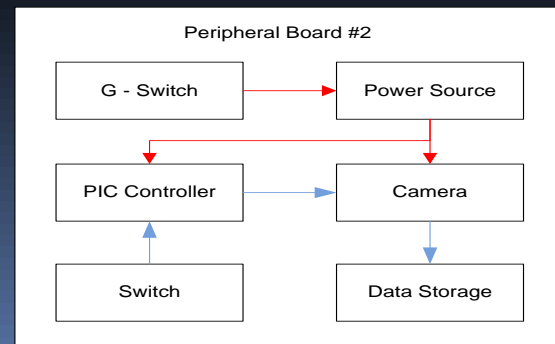 Peripheral Board #2
G - Switch
Power Source
PIC Controller
Camera
Switch
Data Storage